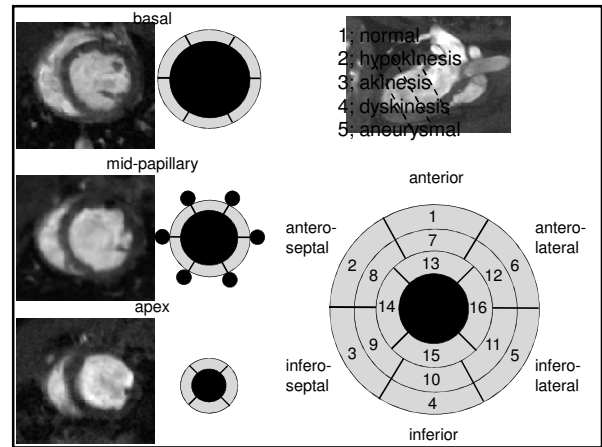 basal
1; normal
2; hypokinesis
3; akinesis
4; dyskinesis
5; aneurysmal
mid-papillary
anterior
antero-
septal
antero-
lateral
1
7
13
2
8
14
6
12
16
apex
3
9
15
11
5
10
4
infero-
septal
infero-
lateral
inferior